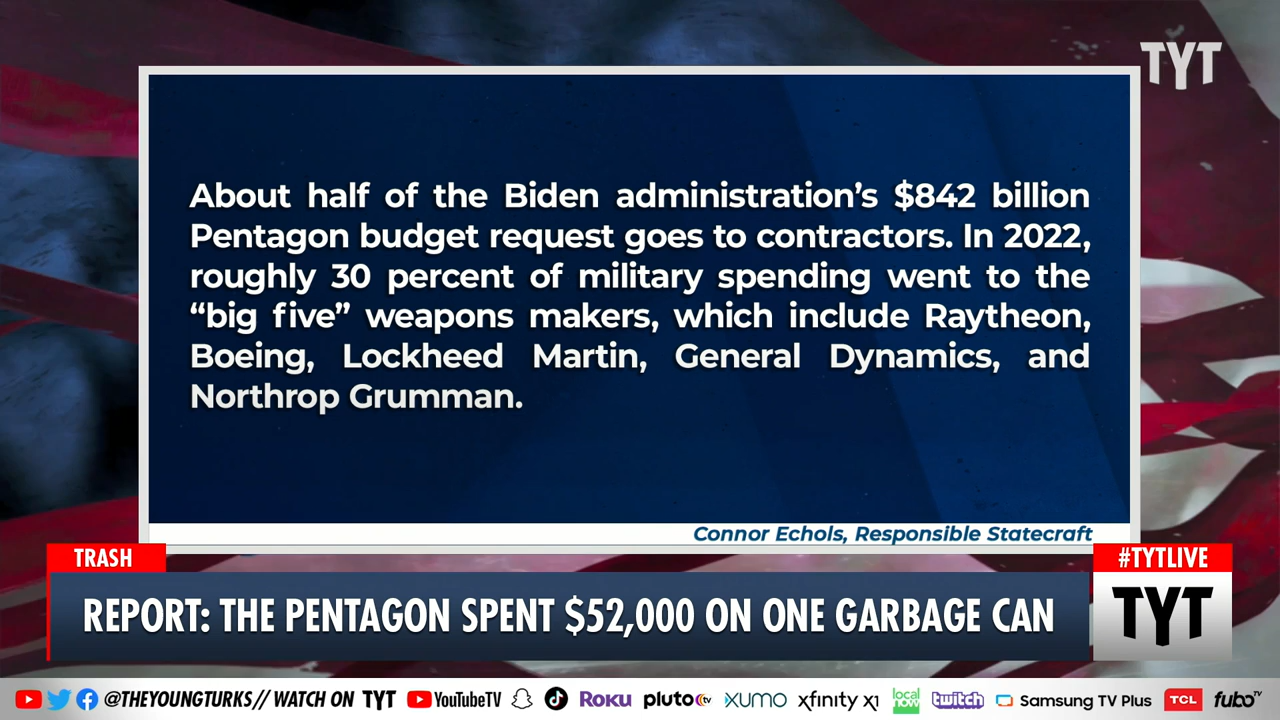 TYT
About half of the Biden administration’s $842 billion
Pentagon budget request goes to contractors. In 2022,
roughly 30 percent of military spending went to the
“big five” weapons makers, which include Raytheon,
Boeing, Lockheed Martin, General Dynamics, and
Northrop Grumman.
Connor Echols, Responsible Statecraft
TRASH
#TYTLIVE
REPORT: THE PENTAGON SPENT $52,000 ON ONE GARBAGE CAN
TYT
@THEYOUNGTURKS // WATCH ON TYT YouTubeTV Roku pluto tv xumo xfinity x1 local now twitch Samsung TV Plus TCL fubo TV